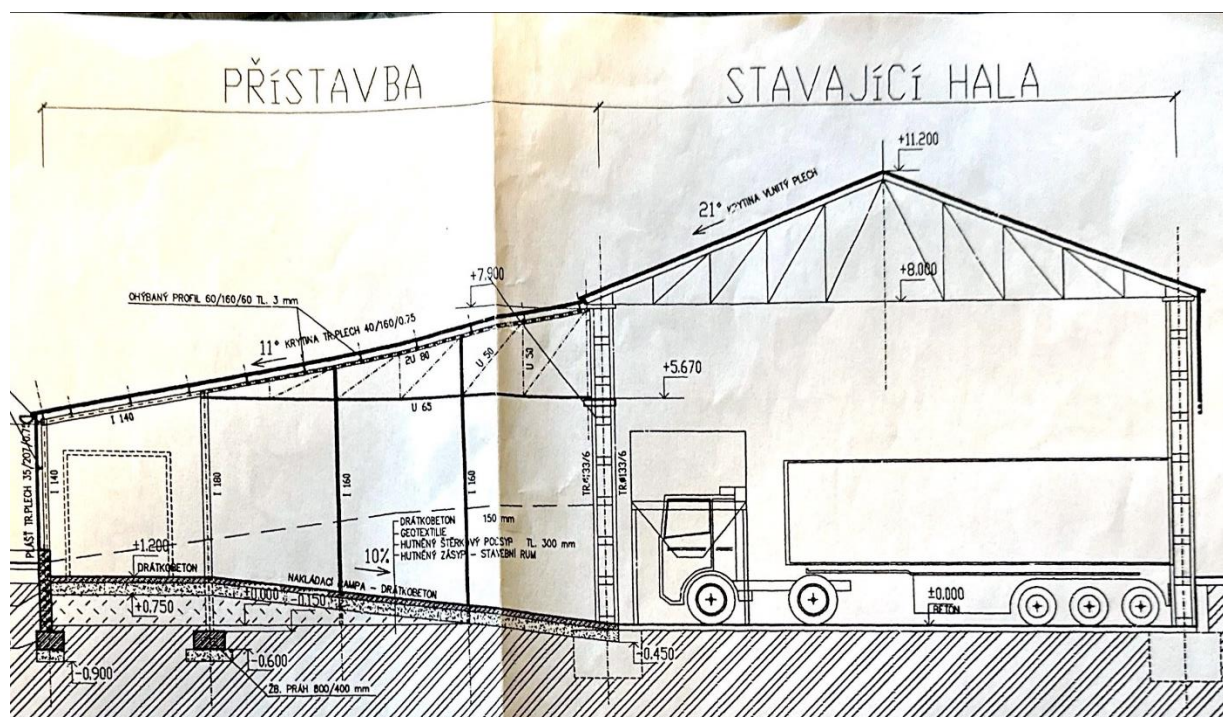 PŘÍSTAVBA
STAVAJÍCÍ HALA
+11.200
21° KRYTINA VLNITÝ PLECH
+7.900
+8.000
OHÝBANÝ PROFIL 60/160/60 TL. 3 mm
11° KRYTINA TR.PLECH 40/160/0.75
2U 80
U 50
U 50
+5.670
U 65
I 140
PLÁŠŤ TR.PLECH 35/207/0.75
I 140
I 180
I 160
I 160
TR.Ø133/6
TR.Ø133/6
DRÁTKOBETON 150 mm
GEOTEXTILIE
HUTNĚNÝ ŠTĚRKOVÝ PODSYP TL. 300 mm
HUTNĚNÝ ZÁSYP - STAVEBNÍ RUM
10%
±1.200
DRÁTKOBETON
NAKLÁDACÍ RAMPA - DRÁTKOBETON
+0.750
±0.000
-0.150
±0.000
BETON
-0.450
-0.600
-0.900
ŽB. PRÁH 800/400 mm